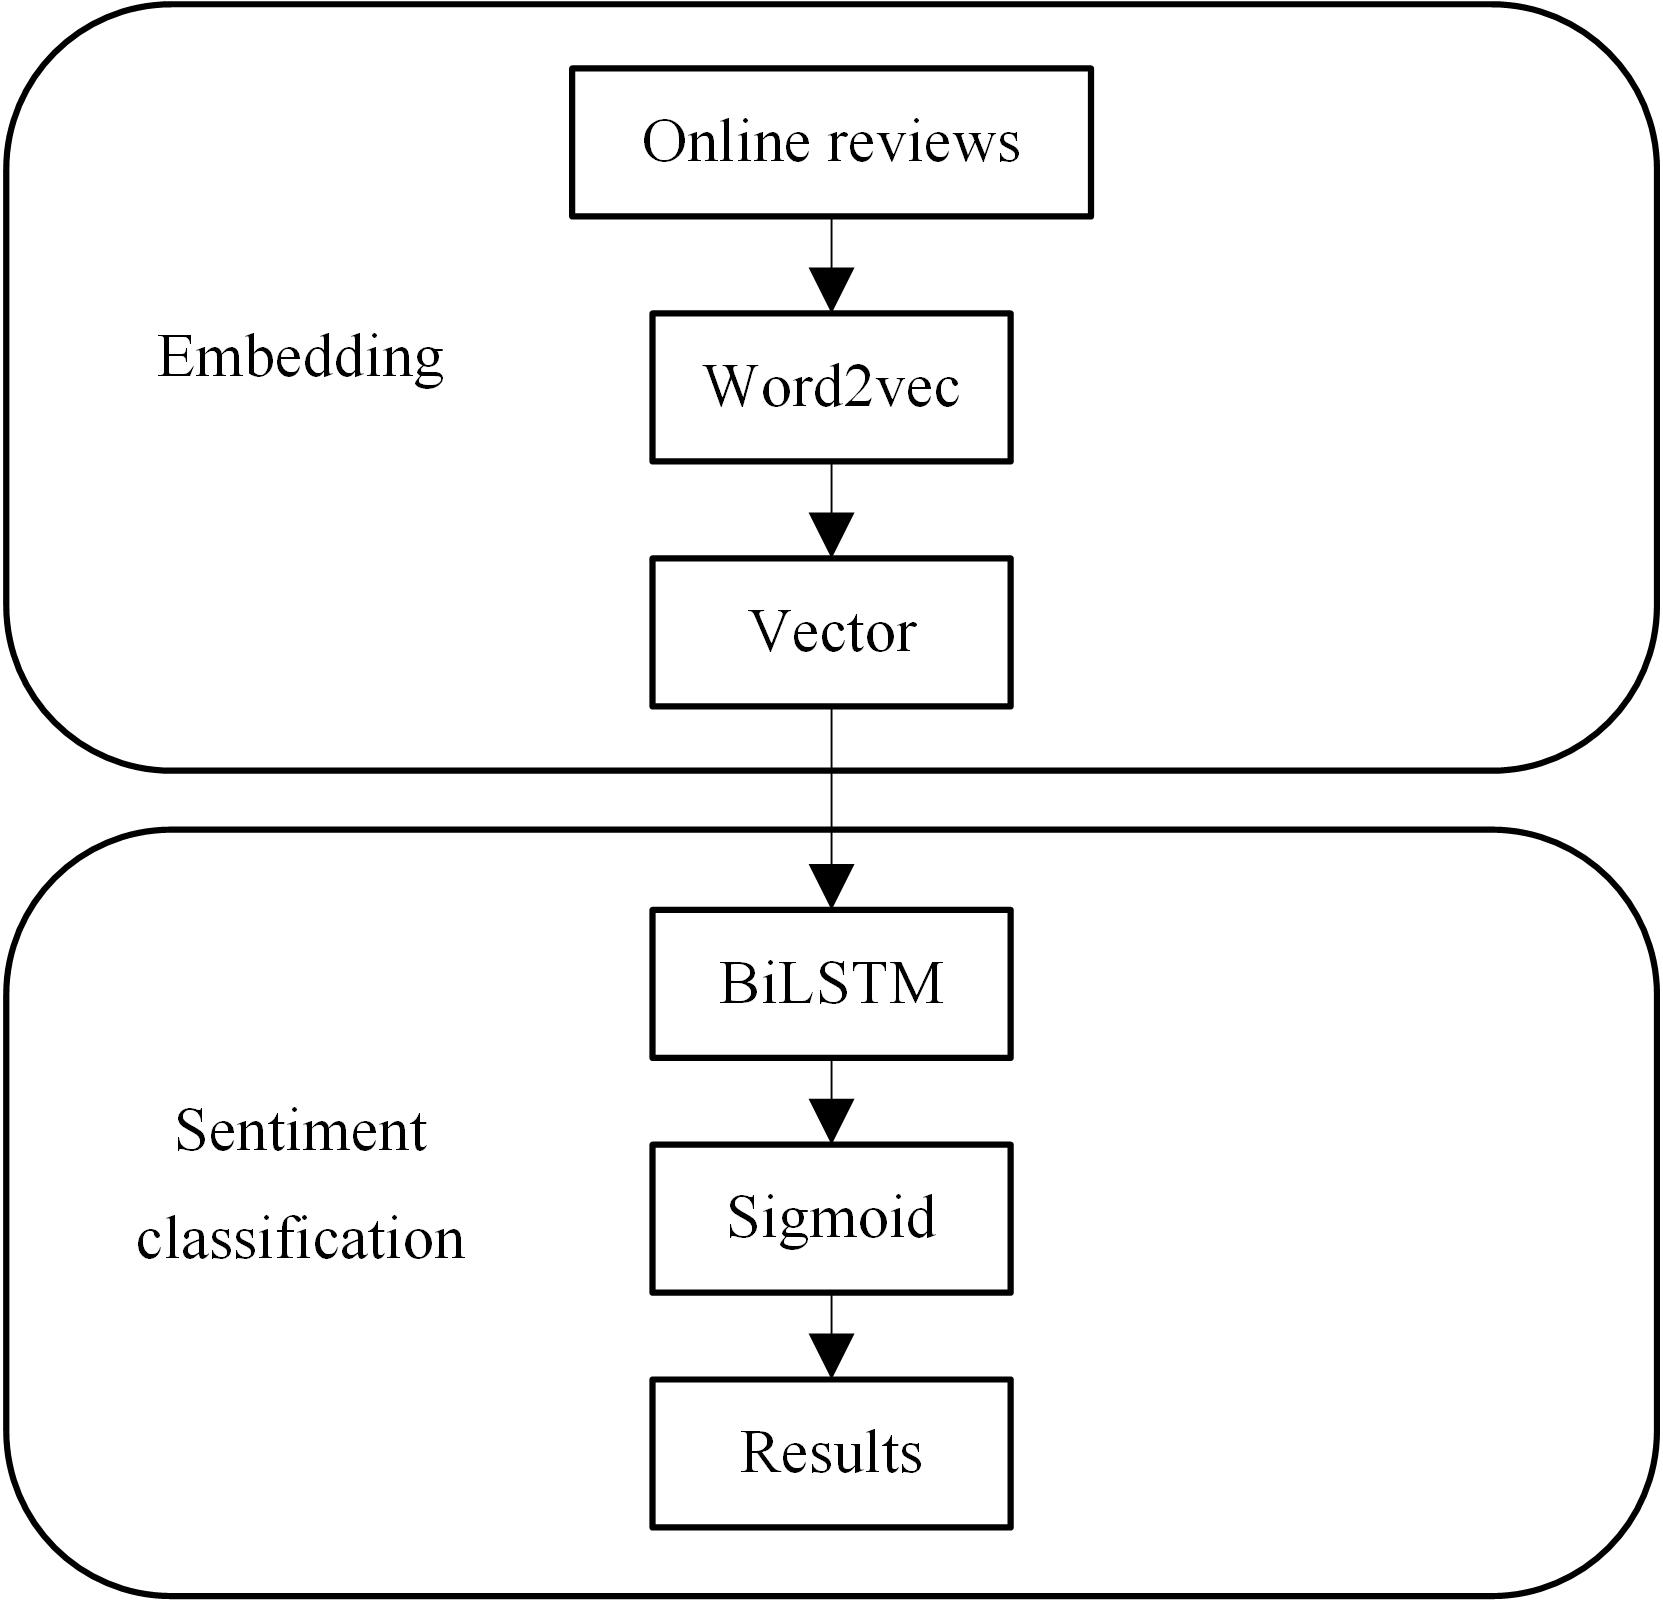 Online reviews
Embedding
Word2vec
Vector
BiLSTM
Sentiment
classification
Sigmoid
Results